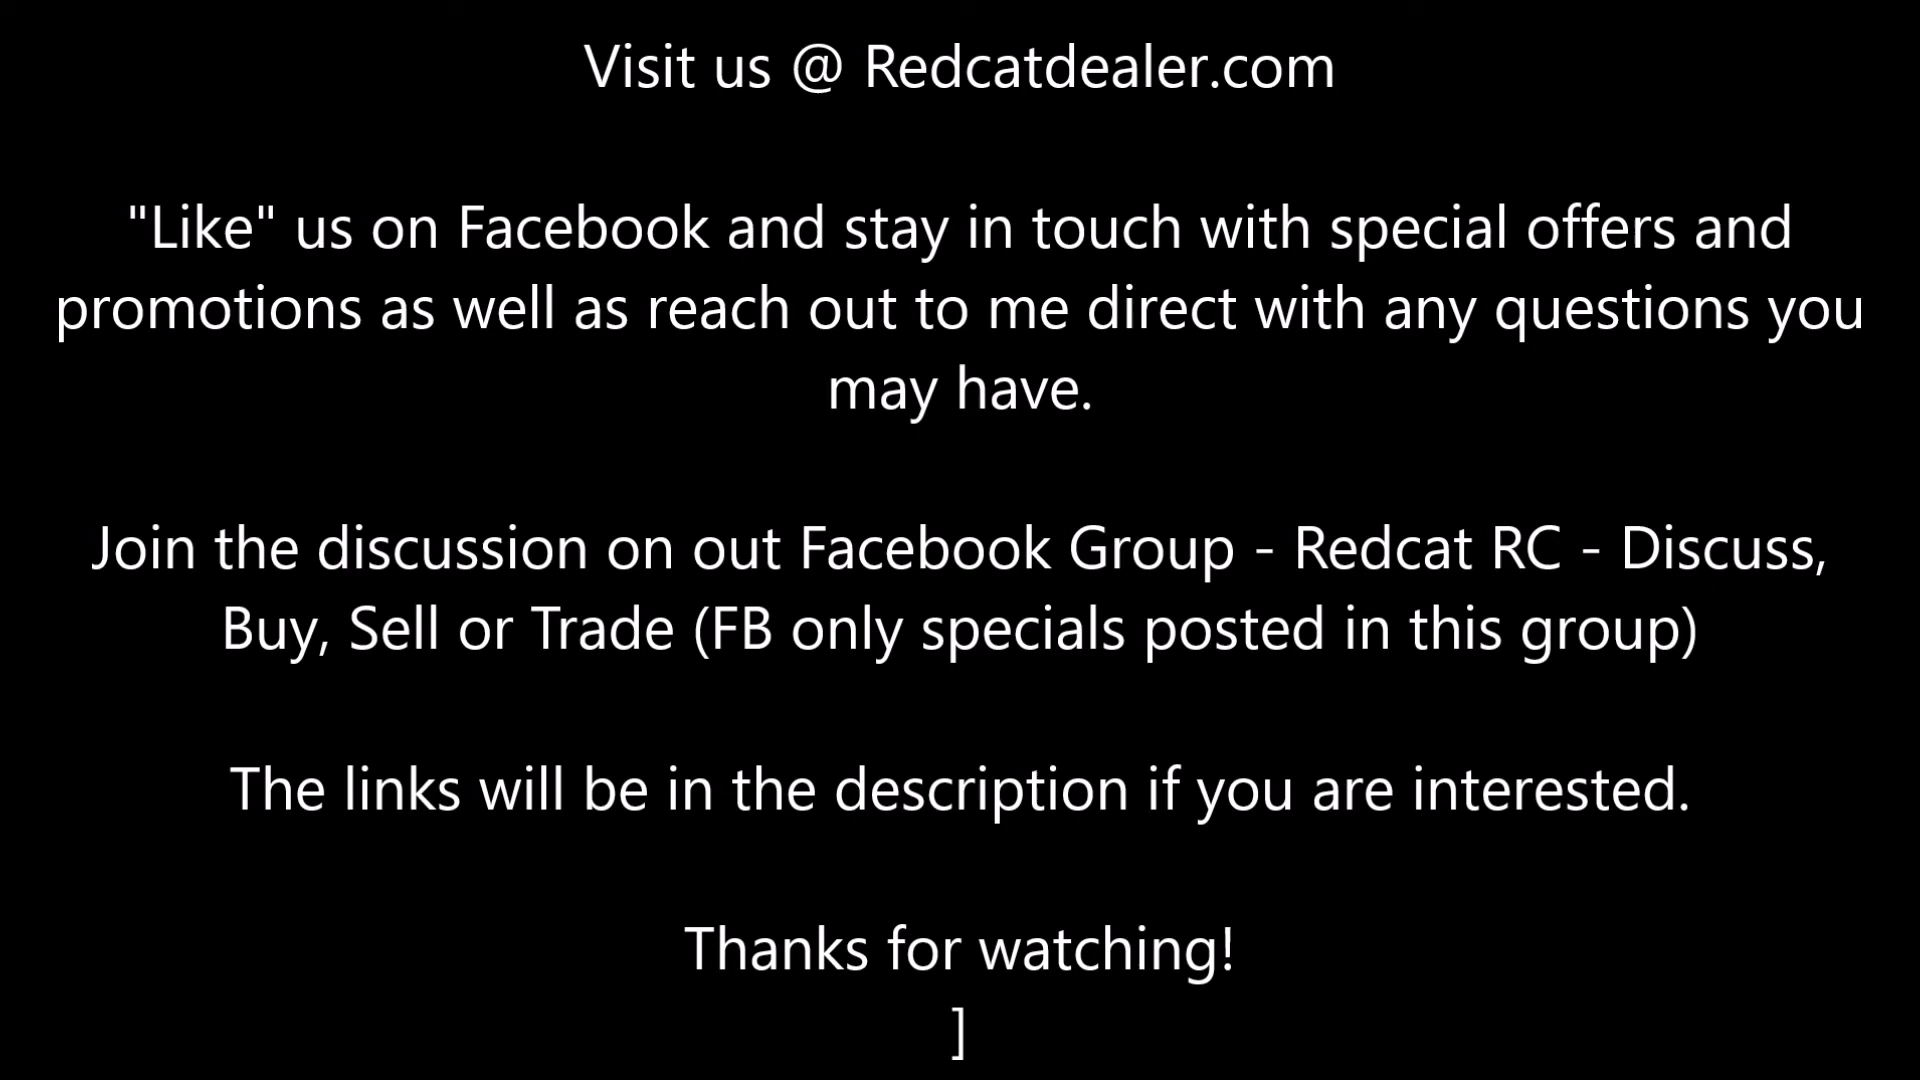 Visit us @ Redcatdealer.com
"Like" us on Facebook and stay in touch with special offers and
promotions as well as reach out to me direct with any questions you
may have.
Join the discussion on out Facebook Group - Redcat RC - Discuss,
Buy, Sell or Trade (FB only specials posted in this group)
The links will be in the description if you are interested.
Thanks for watching!
]